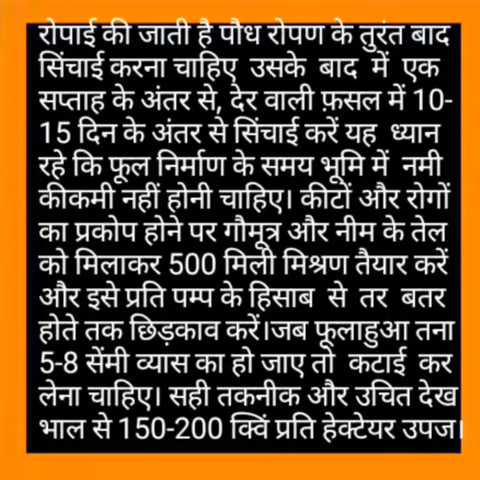 रोपाई की जाती है पौध रोपण के तुरंत बाद
सिंचाई करना चाहिए उसके बाद में एक
सप्ताह के अंतर से, देर वाली फ़सल में 10-
15 दिन के अंतर से सिंचाई करें यह ध्यान
रहे कि फूल निर्माण के समय भूमि में नमी
कीकमी नहीं होनी चाहिए। कीटों और रोगों
का प्रकोप होने पर गौमूत्र और नीम के तेल
को मिलाकर 500 मिली मिश्रण तैयार करें
और इसे प्रति पम्प के हिसाब से तर बतर
होते तक छिड़काव करें।जब फूलाहुआ तना
5-8 सेंमी व्यास का हो जाए तो कटाई कर
लेना चाहिए। सही तकनीक और उचित देख
भाल से 150-200 क्विं प्रति हेक्टेयर उपज।